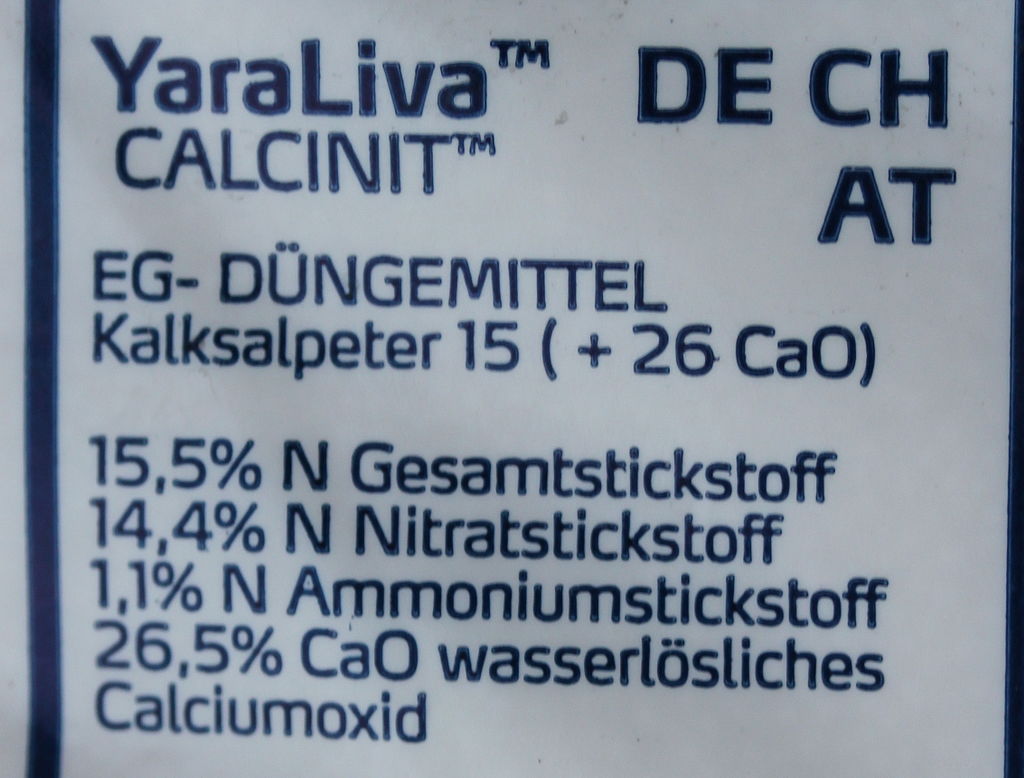 YaraLiva™ DE CH
CALCINIT™
AT
EG- DÜNGEMITTEL
Kalksalpeter 15 ( + 26 CaO)
15,5% N Gesamtstickstoff
14,4% N Nitratstickstoff
1,1% N Ammoniumstickstoff
26,5% CaO wasserlösliches
Calciumoxid